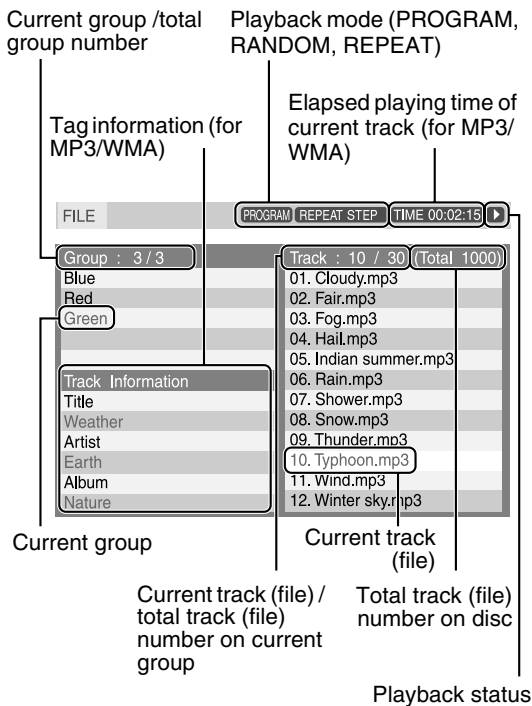 Current group /total
group number
Playback mode (PROGRAM,
RANDOM, REPEAT)
Tag information (for
MP3/WMA)
Elapsed playing time of
current track (for MP3/
WMA)
FILE
PROGRAM REPEAT STEP TIME 00:02:15
Group : 3 / 3
Blue
Red
Green
Track Information
Title
Weather
Artist
Earth
Album
Nature
Track : 10 / 30 (Total 1000)
01. Cloudy.mp3
02. Fair.mp3
03. Fog.mp3
04. Hail.mp3
05. Indian summer.mp3
06. Rain.mp3
07. Shower.mp3
08. Snow.mp3
09. Thunder.mp3
10. Typhoon.mp3
11. Wind.mp3
12. Winter sky.mp3
Current group
Current track
(file)
Current track (file) /
total track (file)
number on current
group
Total track (file)
number on disc
Playback status